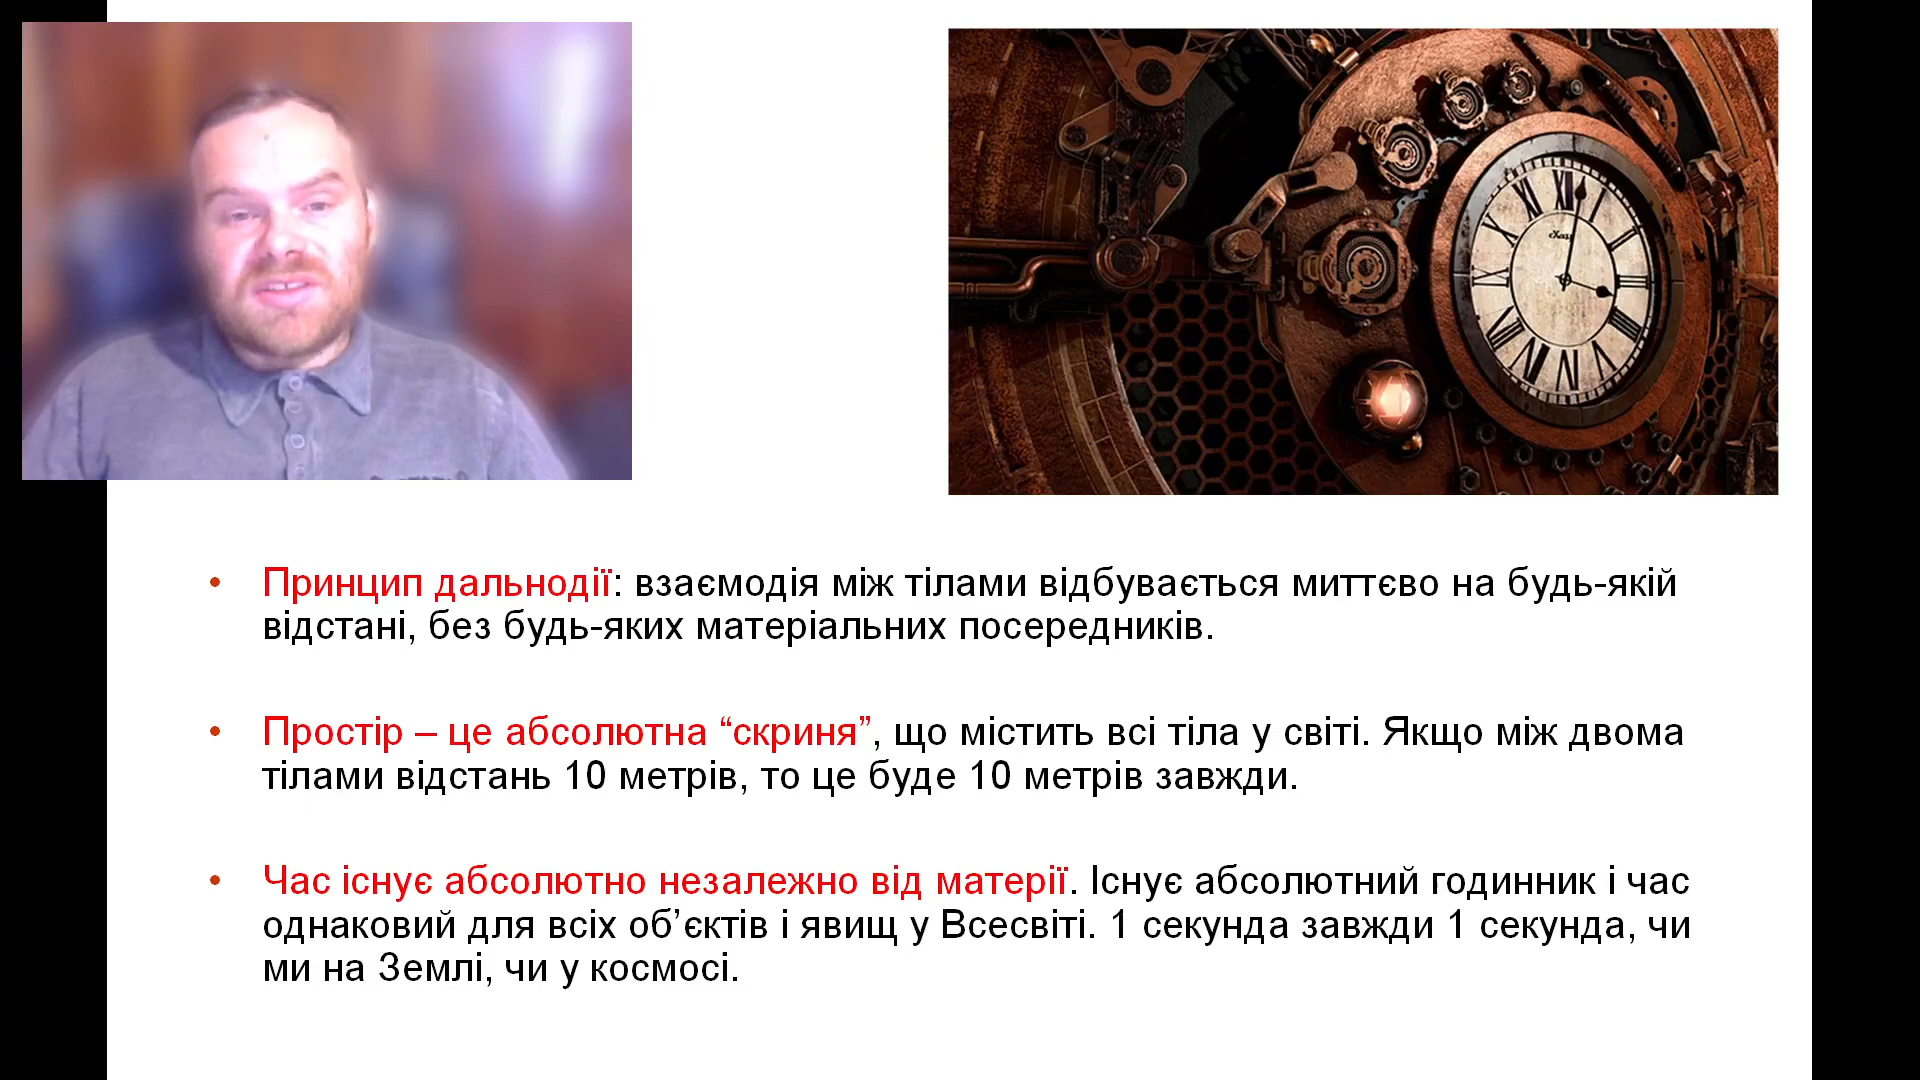 Принцип дальнодії: взаємодія між тілами відбувається миттєво на будь-якій
відстані, без будь-яких матеріальних посередників.
Простір – це абсолютна “скриня”, що містить всі тіла у світі. Якщо між двома
тілами відстань 10 метрів, то це буде 10 метрів завжди.
Час існує абсолютно незалежно від матерії. Існує абсолютний годинник і час
однаковий для всіх об’єктів і явищ у Всесвіті. 1 секунда завжди 1 секунда, чи
ми на Землі, чи у космосі.